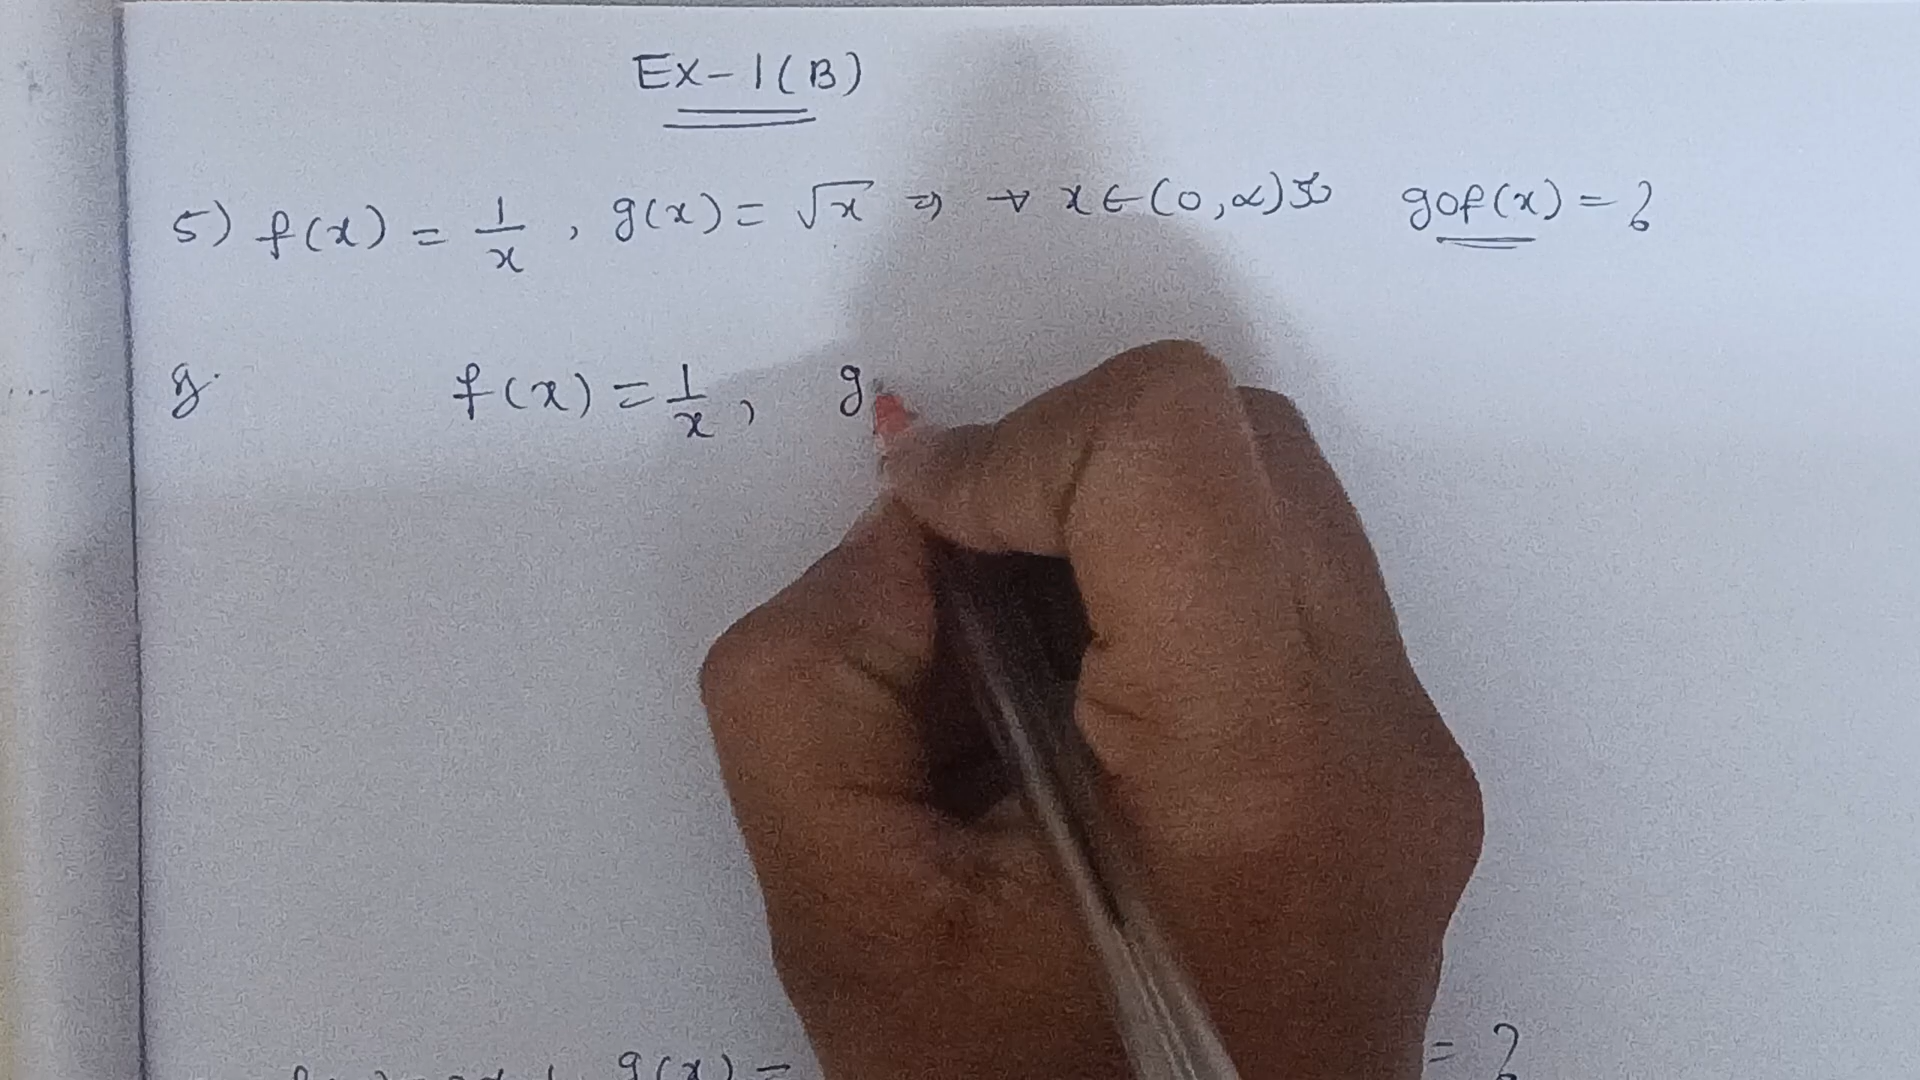 Ex-1(B)
5) f(x) = 1/x , g(x) = √x ⇒ ∀ x ∈ (0,∝) కు gof(x) = ?
f(x) = 1/x , g
g(x) = = ?